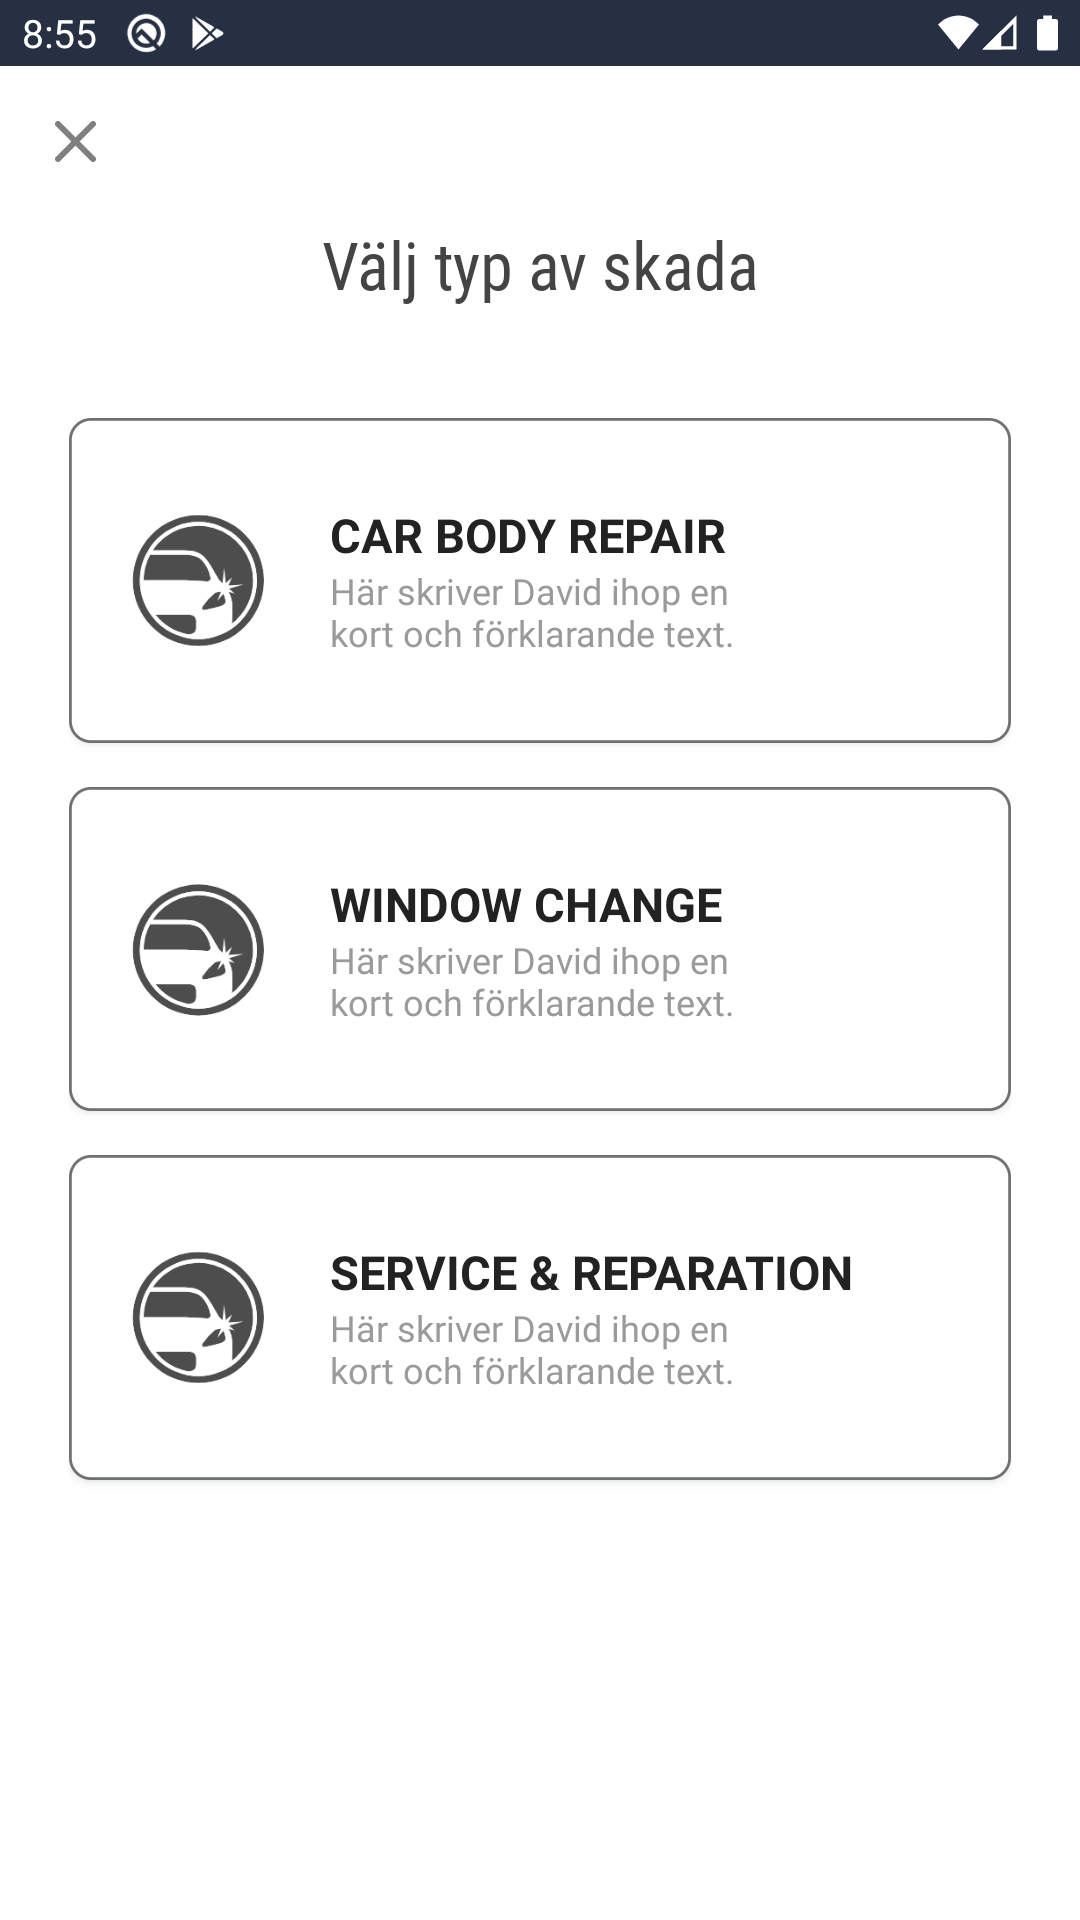 8:55
Välj typ av skada
CAR BODY REPAIR
Här skriver David ihop en
kort och förklarande text.
WINDOW CHANGE
Här skriver David ihop en
kort och förklarande text.
SERVICE & REPARATION
Här skriver David ihop en
kort och förklarande text.